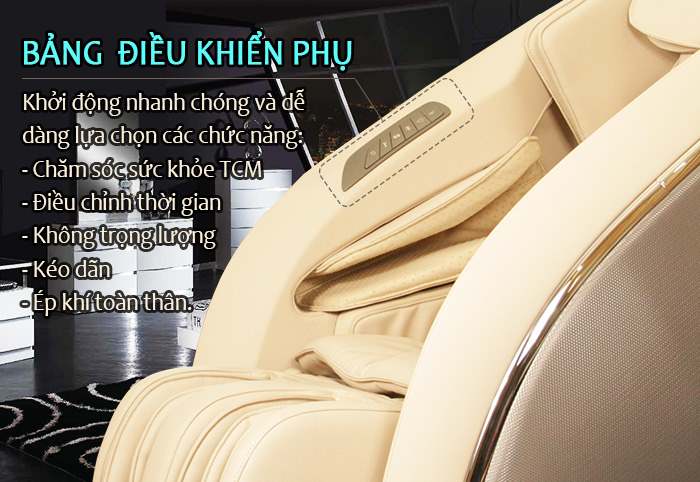 BẢNG ĐIỀU KHIỂN PHỤ
Khởi động nhanh chóng và dễ
dàng lựa chọn các chức năng:
- Chăm sóc sức khỏe TCM
- Điều chỉnh thời gian
- Không trọng lượng
- Kéo dãn
- Ép khí toàn thân.